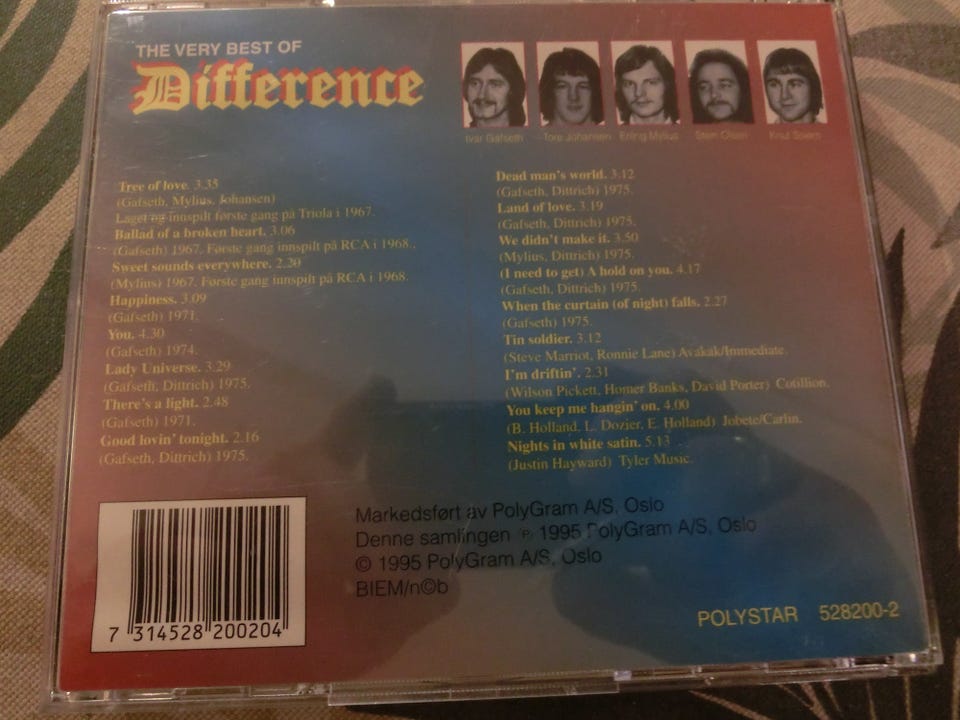 THE VERY BEST OF
Difference
Ivar Gafseth
Tore Johansen
Erling Mylius
Stein Olsen
Knut
Tree of love. 3.35
(Gafseth, Mylius, Johansen)
Laget og innspilt første gang på Triola i 1967.
Ballad of a broken heart. 3.06
(Gafseth) 1967. Første gang innspilt på RCA i 1968.
Sweet sounds everywhere. 2.20
(Mylius) 1967. Første gang innspilt på RCA i 1968.
Happiness. 3.09
(Gafseth) 1971.
You. 4.30
(Gafseth) 1974.
Lady Universe. 3.29
(Gafseth, Dittrich) 1975.
There's a light. 2.48
(Gafseth) 1971.
Good lovin' tonight. 2.16
(Gafseth, Dittrich) 1975.
Dead man's world. 3.12
(Gafseth, Dittrich) 1975.
Land of love. 3.19
(Gafseth, Dittrich) 1975.
We didn't make it. 3.50
(Mylius, Dittrich) 1975.
(I need to get) A hold on you. 4.17
(Gafseth, Dittrich) 1975.
When the curtain (of night) falls. 2.27
(Gafseth) 1975.
Tin soldier. 3.12
(Steve Marriot, Ronnie Lane) Avakak/Immediate.
I'm driftin'. 2.31
(Wilson Pickett, Homer Banks, David Porter) Cotillion.
You keep me hangin' on. 4.00
(B. Holland, L. Dozier, E. Holland) Jobete/Carlin.
Nights in white satin. 5.13
(Justin Hayward) Tyler Music.
Markedsført av PolyGram A/S, Oslo
Denne samlingen ℗ 1995 PolyGram A/S, Oslo
© 1995 PolyGram A/S, Oslo
BIEM/n©b
7 314528 200204
POLYSTAR 528200-2